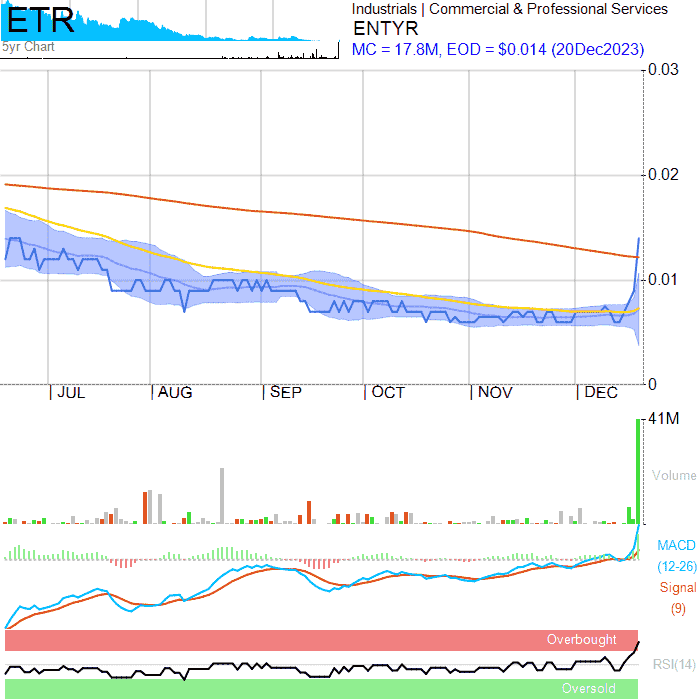 ETR
5yr Chart
Industrials | Commercial & Professional Services
ENTYR
MC = 17.8M, EOD = $0.014 (20Dec2023)
0.03
0.02
0.01
0
JUL
AUG
SEP
OCT
NOV
DEC
41M
Volume
MACD
(12-26)
Signal
(9)
Overbought
RSI(14)
Oversold